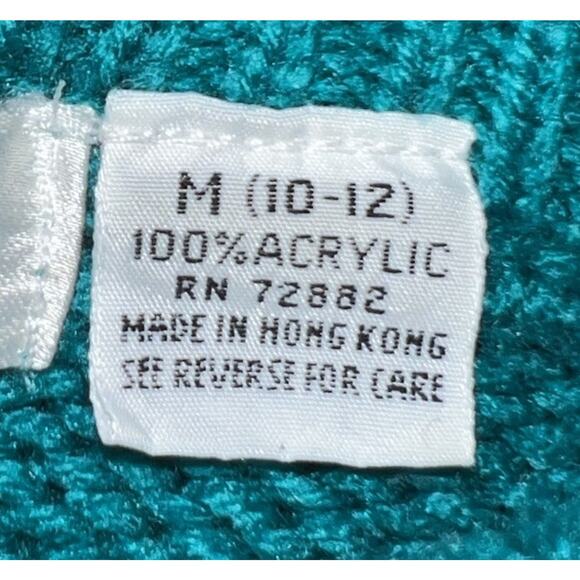 M (10-12)
100% ACRYLIC
RN 72882
MADE IN HONG KONG
SEE REVERSE FOR CARE